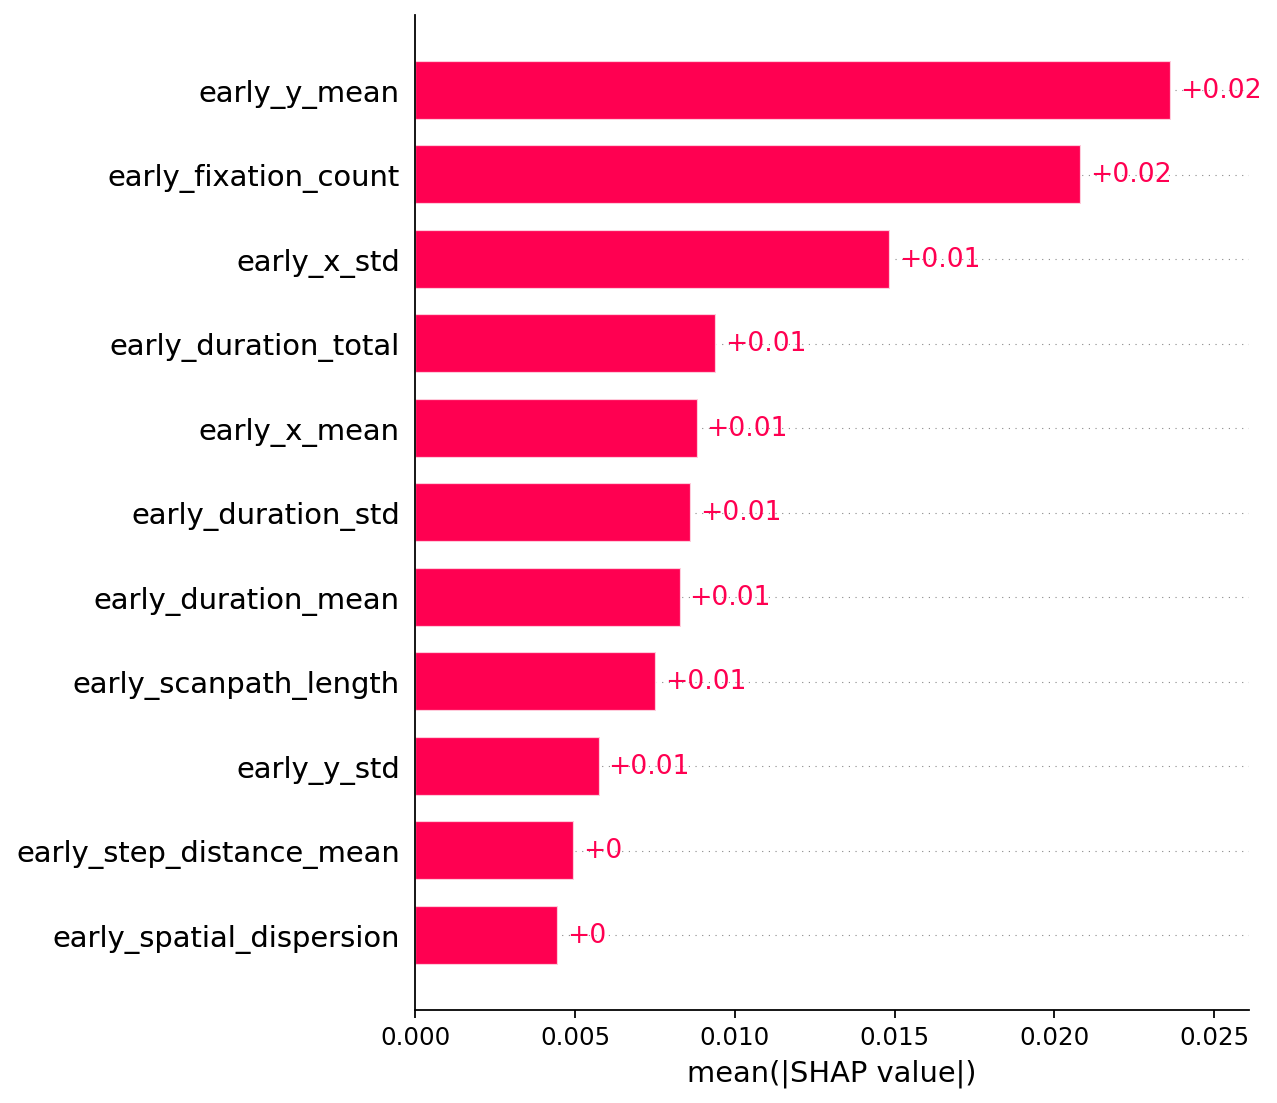 early_y_mean +0.02
early_fixation_count +0.02
early_x_std +0.01
early_duration_total +0.01
early_x_mean +0.01
early_duration_std +0.01
early_duration_mean +0.01
early_scanpath_length +0.01
early_y_std +0.01
early_step_distance_mean +0
early_spatial_dispersion +0
0.000 0.005 0.010 0.015 0.020 0.025
mean(|SHAP value|)